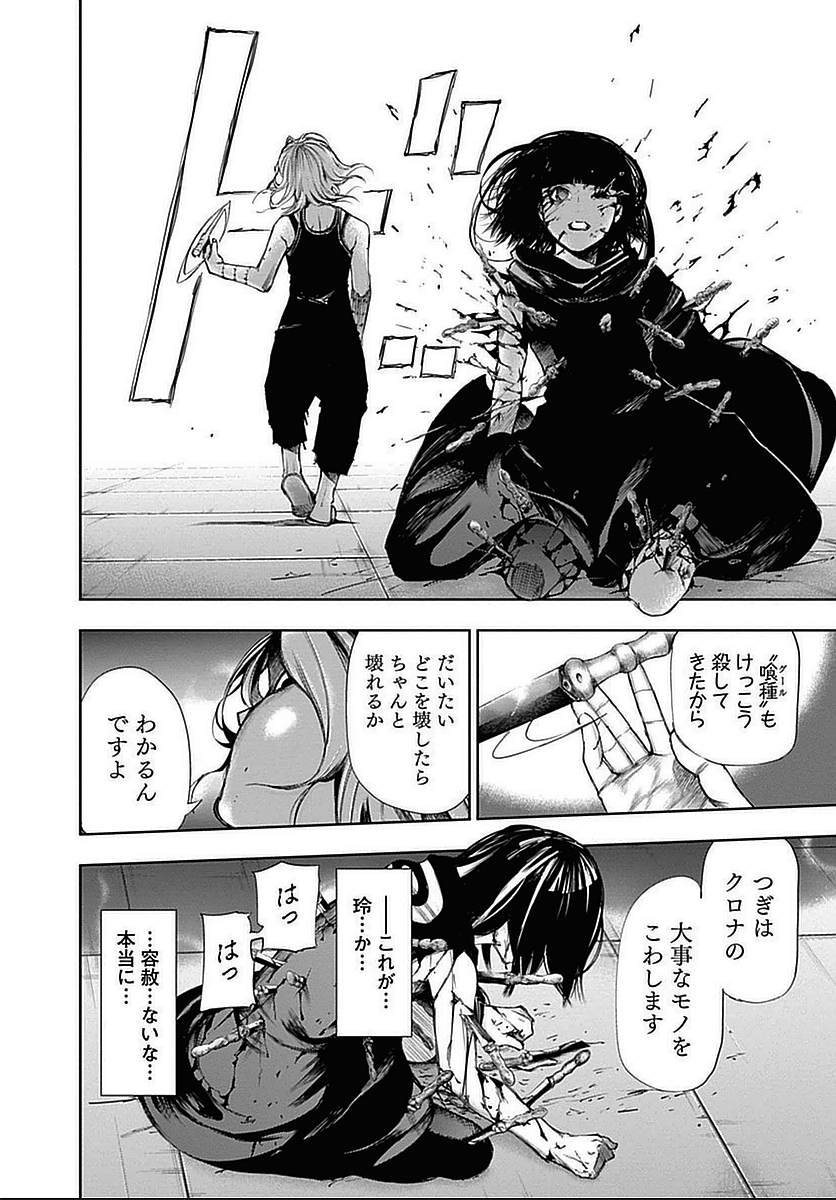 〝喰種〟も
グール
けっこう
殺して
きたから
だいたい
どこを壊したら
ちゃんと
壊れるか
わかるん
ですよ
つぎは
クロナの
大事なモノを
こわします
──これが…
玲…か…
はっ
はっ
…容赦…ないな…
本当に…